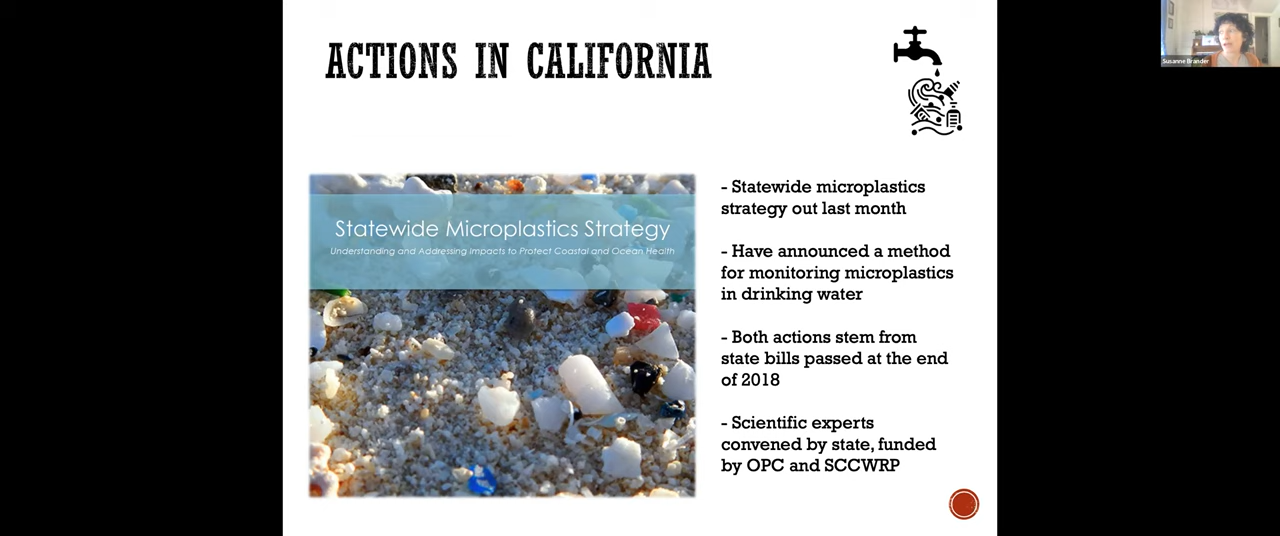 ACTIONS IN CALIFORNIA
Susanne Brander
Statewide Microplastics Strategy
Understanding and Addressing Impacts to Protect Coastal and Ocean Health
- Statewide microplastics
strategy out last month
- Have announced a method
for monitoring microplastics
in drinking water
- Both actions stem from
state bills passed at the end
of 2018
- Scientific experts
convened by state, funded
by OPC and SCCWRP